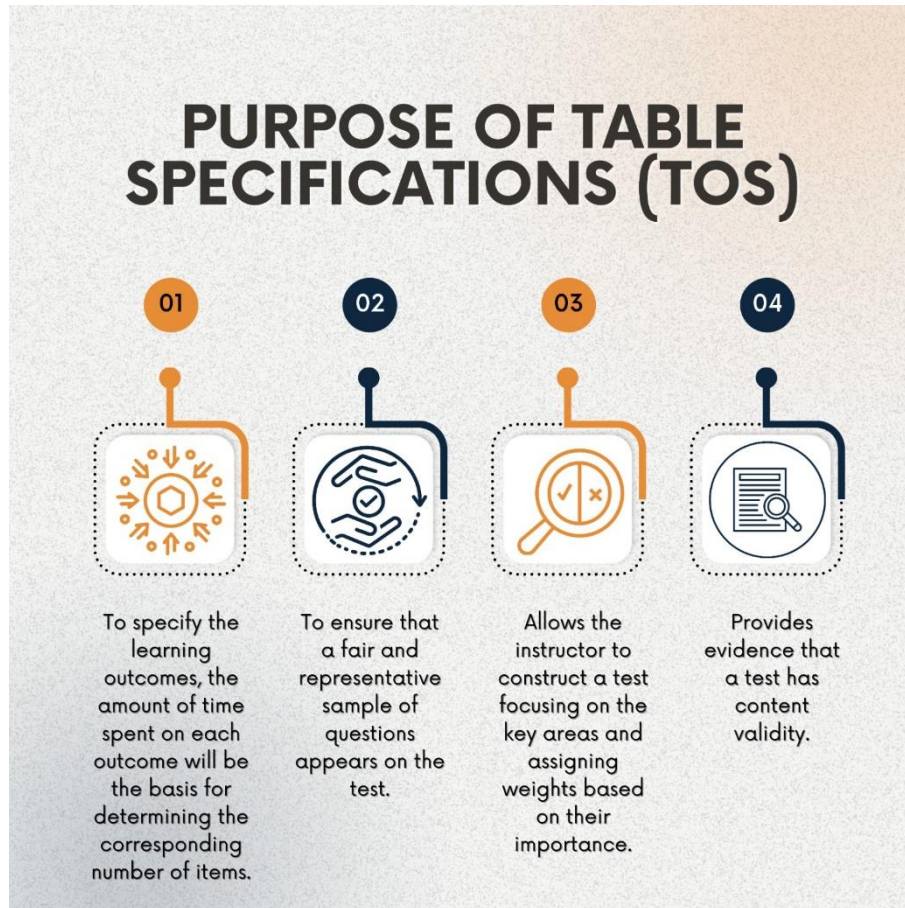 PURPOSE OF TABLE
SPECIFICATIONS (TOS)
01
To specify the
learning
outcomes, the
amount of time
spent on each
outcome will be
the basis for
determining the
corresponding
number of items.
02
To ensure that
a fair and
representative
sample of
questions
appears on the
test.
03
Allows the
instructor to
construct a test
focusing on the
key areas and
assigning
weights based
on their
importance.
04
Provides
evidence that
a test has
content
validity.